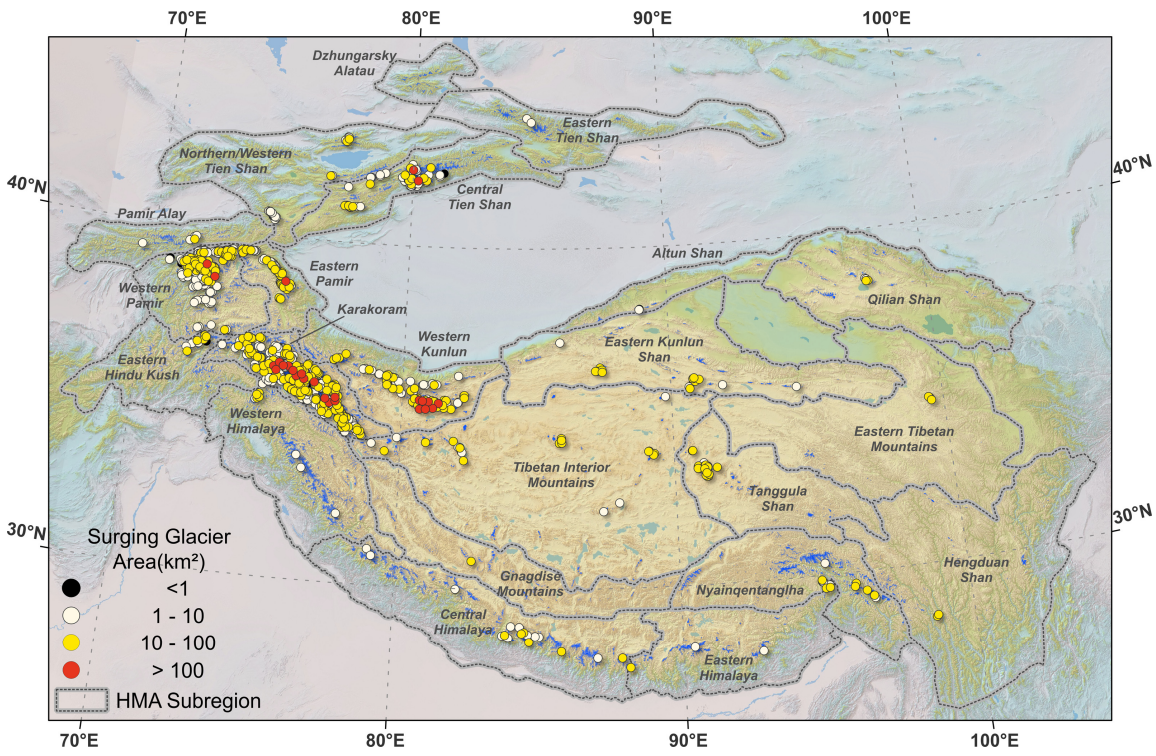 70°E 80°E 90°E 100°E
Dzhungarsky
Alatau
Eastern
Tien Shan
Northern/Western
Tien Shan
40°N
40°N
Central
Tien Shan
Pamir Alay
Altun Shan
Eastern
Pamir
Western
Pamir
Qilian Shan
Karakoram
Western
Kunlun
Eastern Kunlun
Shan
Eastern
Hindu Kush
Western
Himalaya
Eastern Tibetan
Mountains
Tibetan Interior
Mountains
Tanggula
Shan
30°N
30°N
Surging Glacier
Area(km²)
<1
1 - 10
10 - 100
> 100
HMA Subregion
Hengduan
Shan
Gnagdise
Mountains
Nyainqentanglha
Central
Himalaya
Eastern
Himalaya
70°E 80°E 90°E 100°E